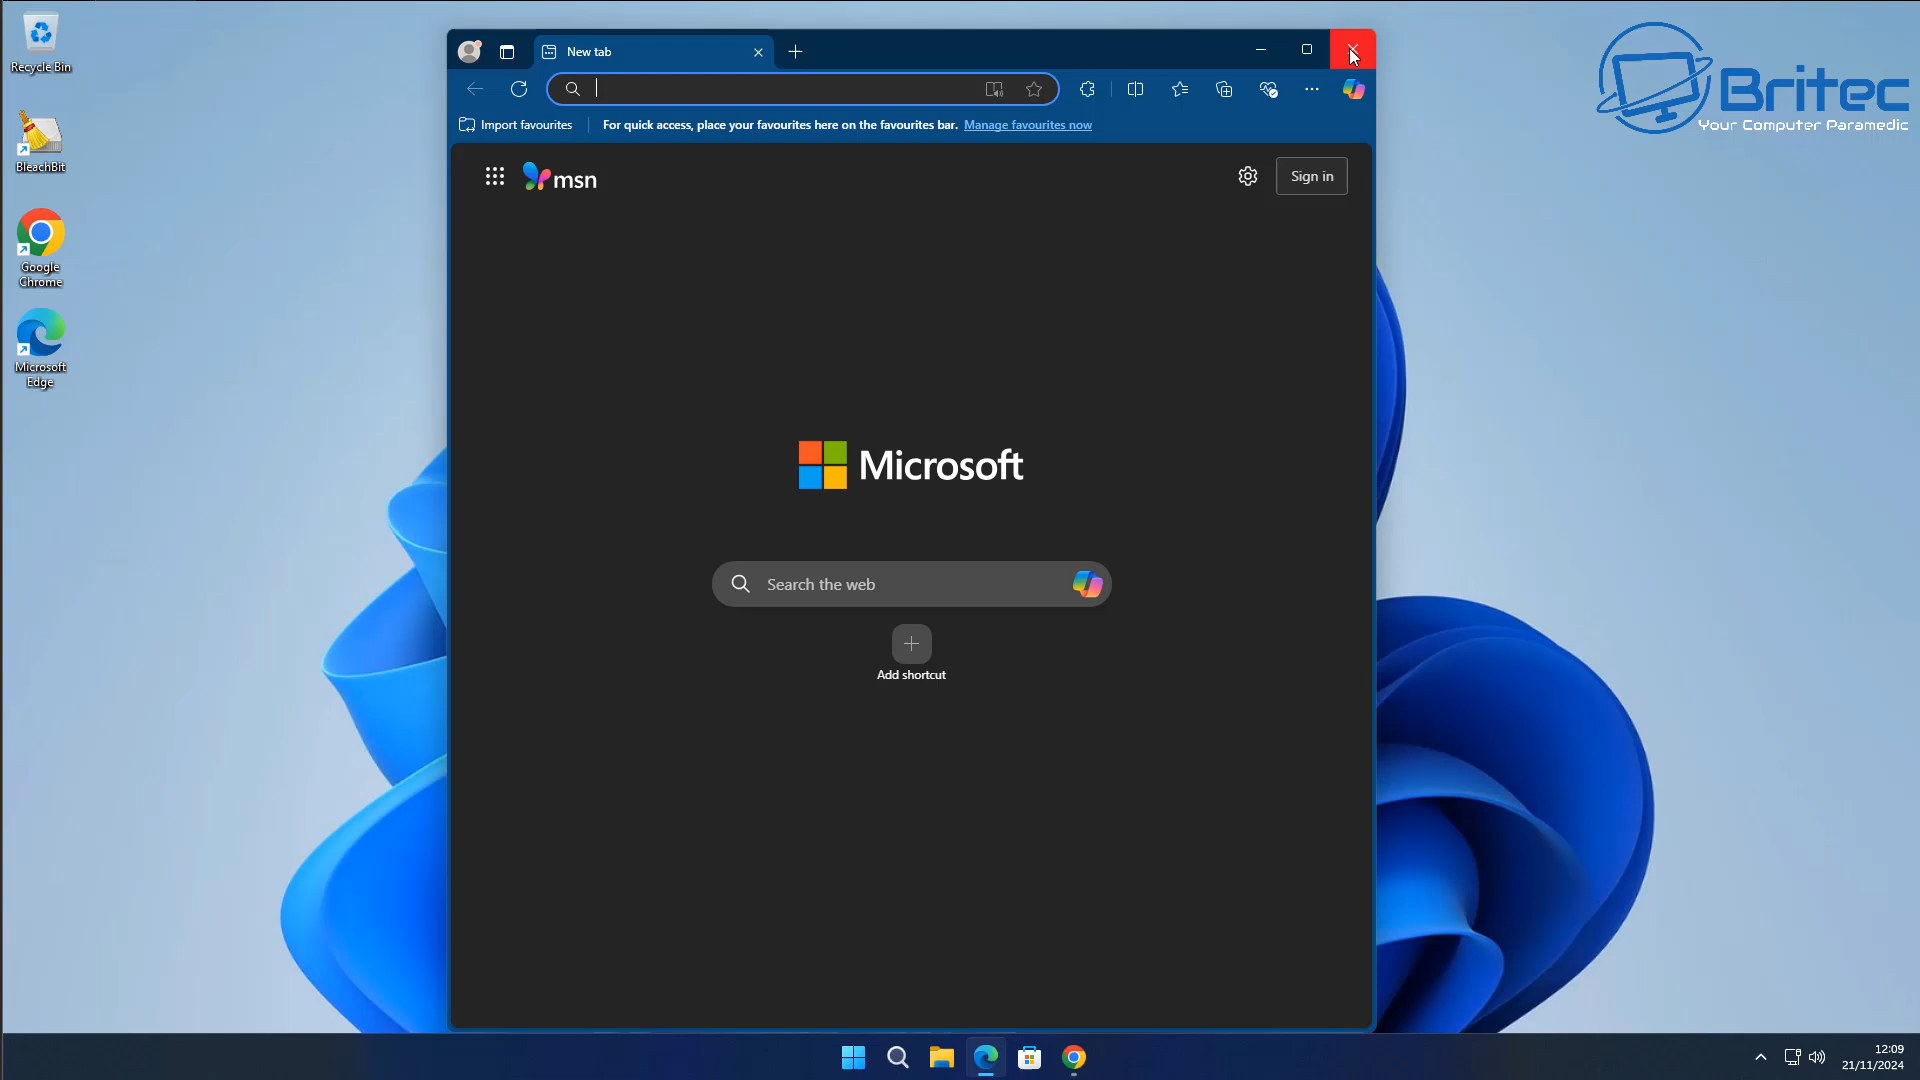 Recycle Bin
BleachBit
Google
Chrome
Microsoft
Edge
New tab
Import favourites
For quick access, place your favourites here on the favourites bar. Manage favourites now
msn
Sign in
Microsoft
Search the web
Add shortcut
Britec
Your Computer Paramedic
12:09
21/11/2024